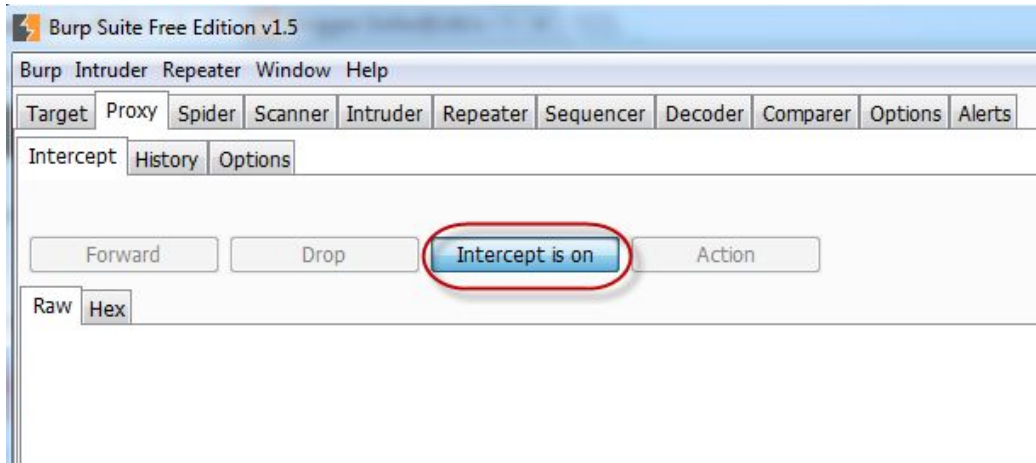 Burp Suite Free Edition v1.5
Burp Intruder Repeater Window Help
Target Proxy Spider Scanner Intruder Repeater Sequencer Decoder Comparer Options Alerts
Intercept History Options
Forward Drop Intercept is on Action
Raw Hex